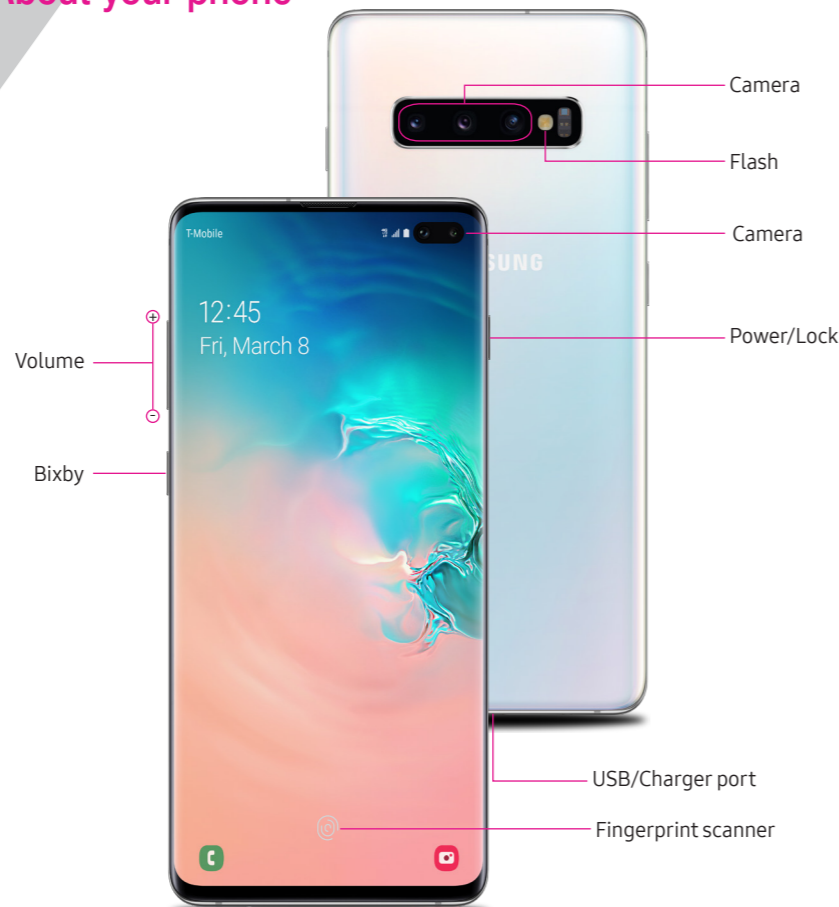 About your phone
Camera
Flash
T-Mobile
Camera
SUNG
12:45
Fri, March 8
Power/Lock
+
Volume
-
Bixby
USB/Charger port
Fingerprint scanner